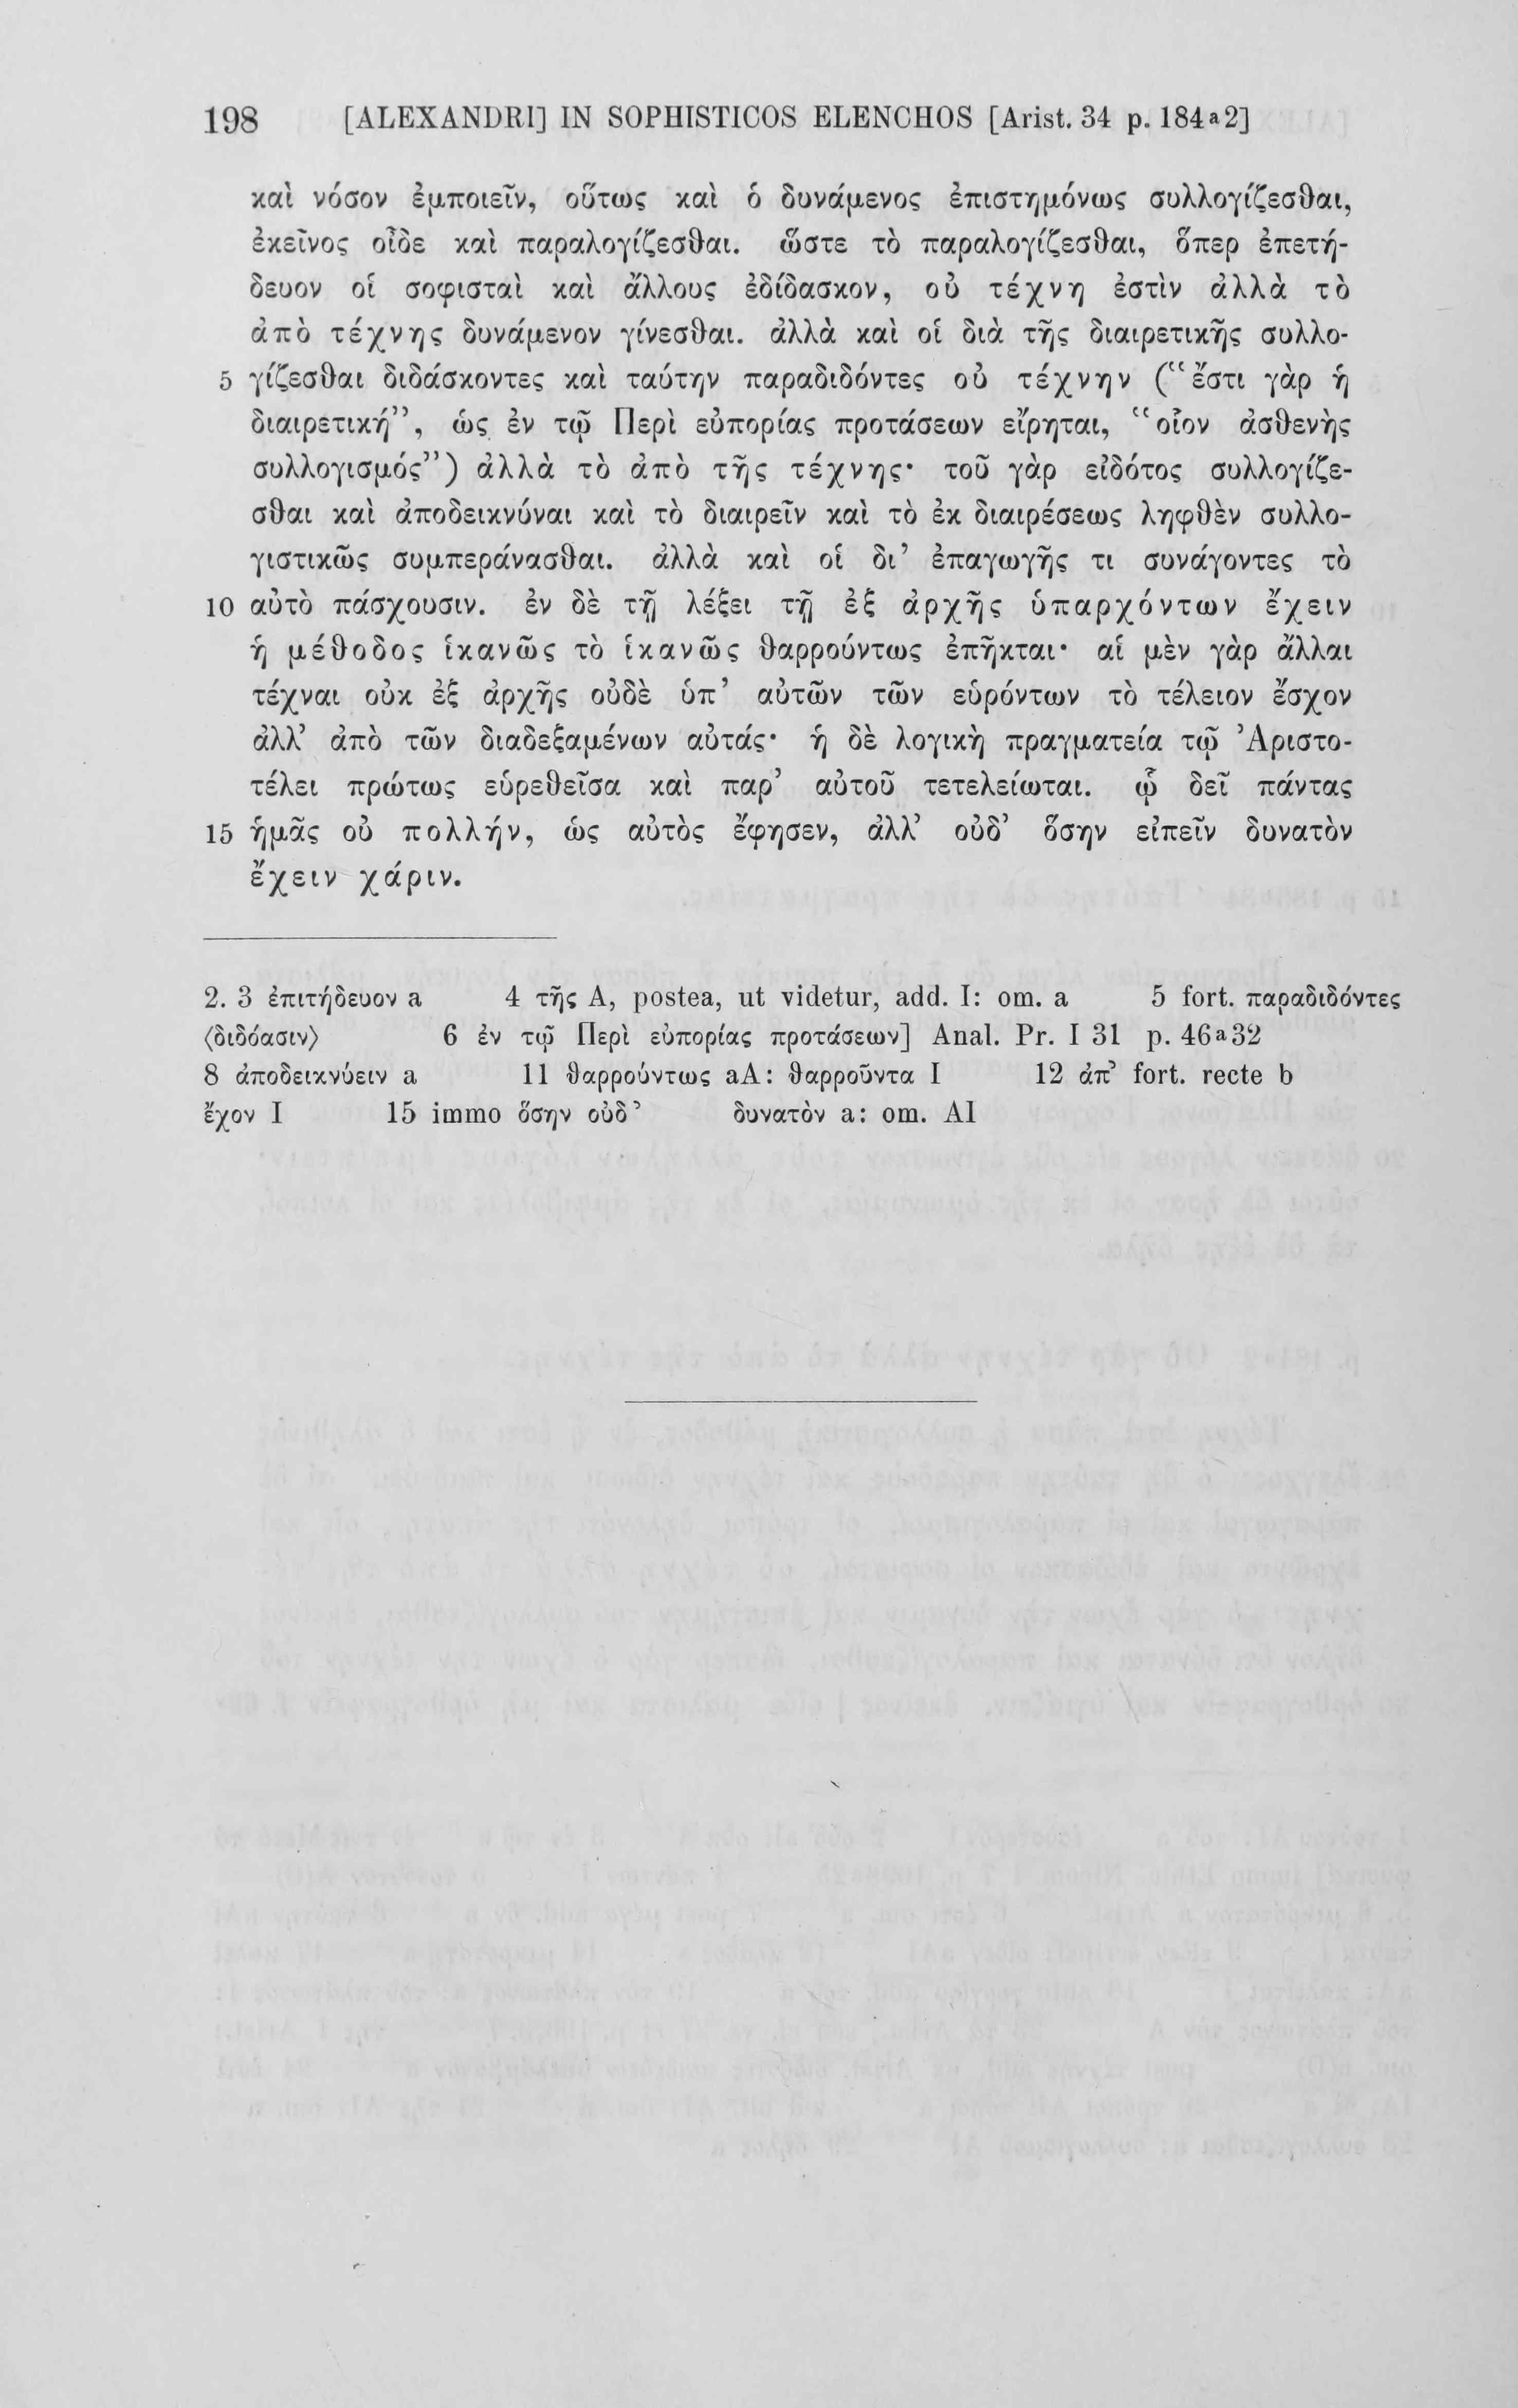 198 [ALEXANDRI] IN SOPHISTICOS ELENCHOS [Arist. 34 p. 184a2]
καὶ νόσον ἐμποιεῖν, οὕτως καὶ ὁ δυνάμενος ἐπιστημόνως συλλογίζεσθαι,
ἐκεῖνος οἶδε καὶ παραλογίζεσθαι. ὥστε τὸ παραλογίζεσθαι, ὅπερ ἐπετή-
δευον οἱ σοφισταὶ καὶ ἄλλους ἐδίδασκον, οὐ τέχνη ἐστὶν ἀλλὰ τὸ
ἀπὸ τέχνης δυνάμενον γίνεσθαι. ἀλλὰ καὶ οἱ διὰ τῆς διαιρετικῆς συλλο-
5 γίζεσθαι διδάσκοντες καὶ ταύτην παραδιδόντες οὐ τέχνην (“ἔστι γὰρ ἡ
διαιρετική”, ὡς ἐν τῷ Περὶ εὐπορίας προτάσεων εἴρηται, “οἷον ἀσθενὴς
συλλογισμός”) ἀλλὰ τὸ ἀπὸ τῆς τέχνης· τοῦ γὰρ εἰδότος συλλογίζε-
σθαι καὶ ἀποδεικνύναι καὶ τὸ διαιρεῖν καὶ τὸ ἐκ διαιρέσεως ληφθὲν συλλο-
γιστικῶς συμπεράνασθαι. ἀλλὰ καὶ οἱ δι’ ἐπαγωγῆς τι συνάγοντες τὸ
10 αὐτὸ πάσχουσιν. ἐν δὲ τῇ λέξει τῇ ἐξ ἀρχῆς ὑπαρχόντων ἔχειν
ἡ μέθοδος ἱκανῶς τὸ ἱκανῶς θαρρούντως ἐπῆκται· αἱ μὲν γὰρ ἄλλαι
τέχναι οὐκ ἐξ ἀρχῆς οὐδὲ ὑπ’ αὐτῶν τῶν εὑρόντων τὸ τέλειον ἔσχον
ἀλλ’ ἀπὸ τῶν διαδεξαμένων αὐτάς· ἡ δὲ λογικὴ πραγματεία τῷ Ἀριστο-
τέλει πρώτως εὑρεθεῖσα καὶ παρ’ αὐτοῦ τετελείωται. ᾧ δεῖ πάντας
15 ἡμᾶς οὐ πολλήν, ὡς αὐτὸς ἔφησεν, ἀλλ’ οὐδ’ ὅσην εἰπεῖν δυνατὸν
ἔχειν χάριν.
2. 3 ἐπιτήδευον a 4 τῆς A, postea, ut videtur, add. I: om. a 5 fort. παραδιδόντες
⟨διδόασιν⟩ 6 ἐν τῷ Περὶ εὐπορίας προτάσεων] Anal. Pr. I 31 p. 46a32
8 ἀποδεικνύειν a 11 θαρρούντως aA: θαρροῦντα I 12 ἀπ’ fort. recte b
ἔχον I 15 immo ὅσην οὐδ’ δυνατὸν a: om. AI